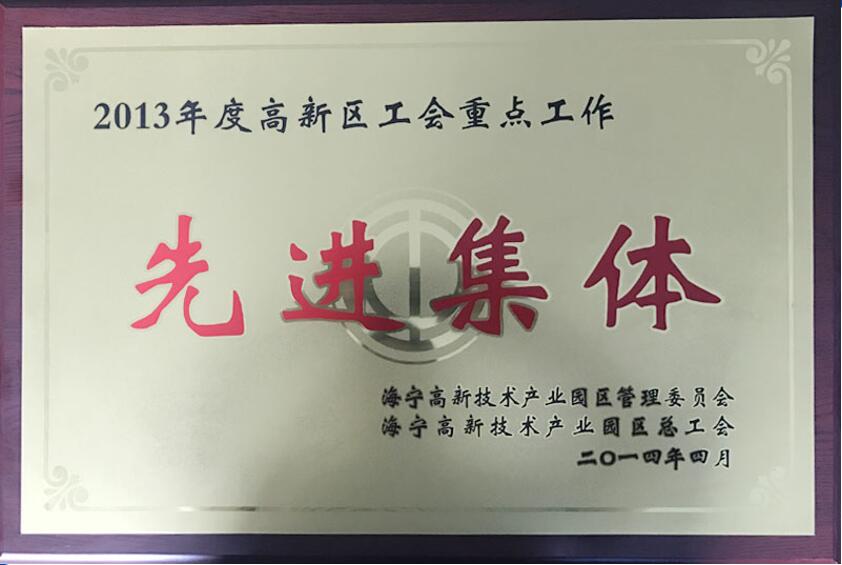 2013年度高新区工会重点工作
先进集体
海宁高新技术产业园区管理委员会
海宁高新技术产业园区总工会
二〇一四年四月